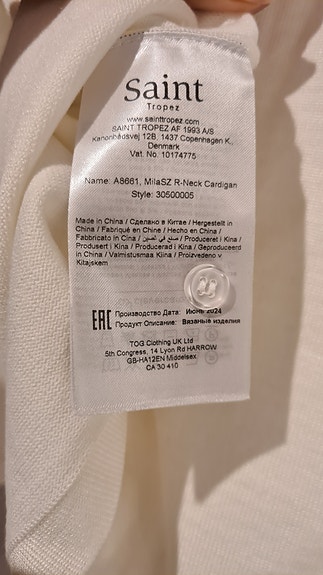 Saint
Tropez
www.sainttropez.com
SAINT TROPEZ AF 1993 A/S
Kanonbådsvej 12B, 1437 Copenhagen K.,
Denmark
Vat. No. 10174775
Name: A8661, MilaSZ R-Neck Cardigan
Style: 30500005
Made in China / Сделано в Китае / Hergestellt in
China / Fabriqué en Chine / Hecho en China /
Fabbricato in Cina / صنع في الصين / Produceret i Kina /
Produsert i Kina / Producerad i Kina / Geproduceerd
in China / Valmistusmaa Kiina / Proizvedeno v
Kitajskem
EAC Производство Дата: Июнь 2024
Продукт Описание: Вязаные изделия
TOG Clothing UK Ltd
5th Congress, 14 Lyon Rd HARROW
GB-HA12EN Middelsex
CA 30 410